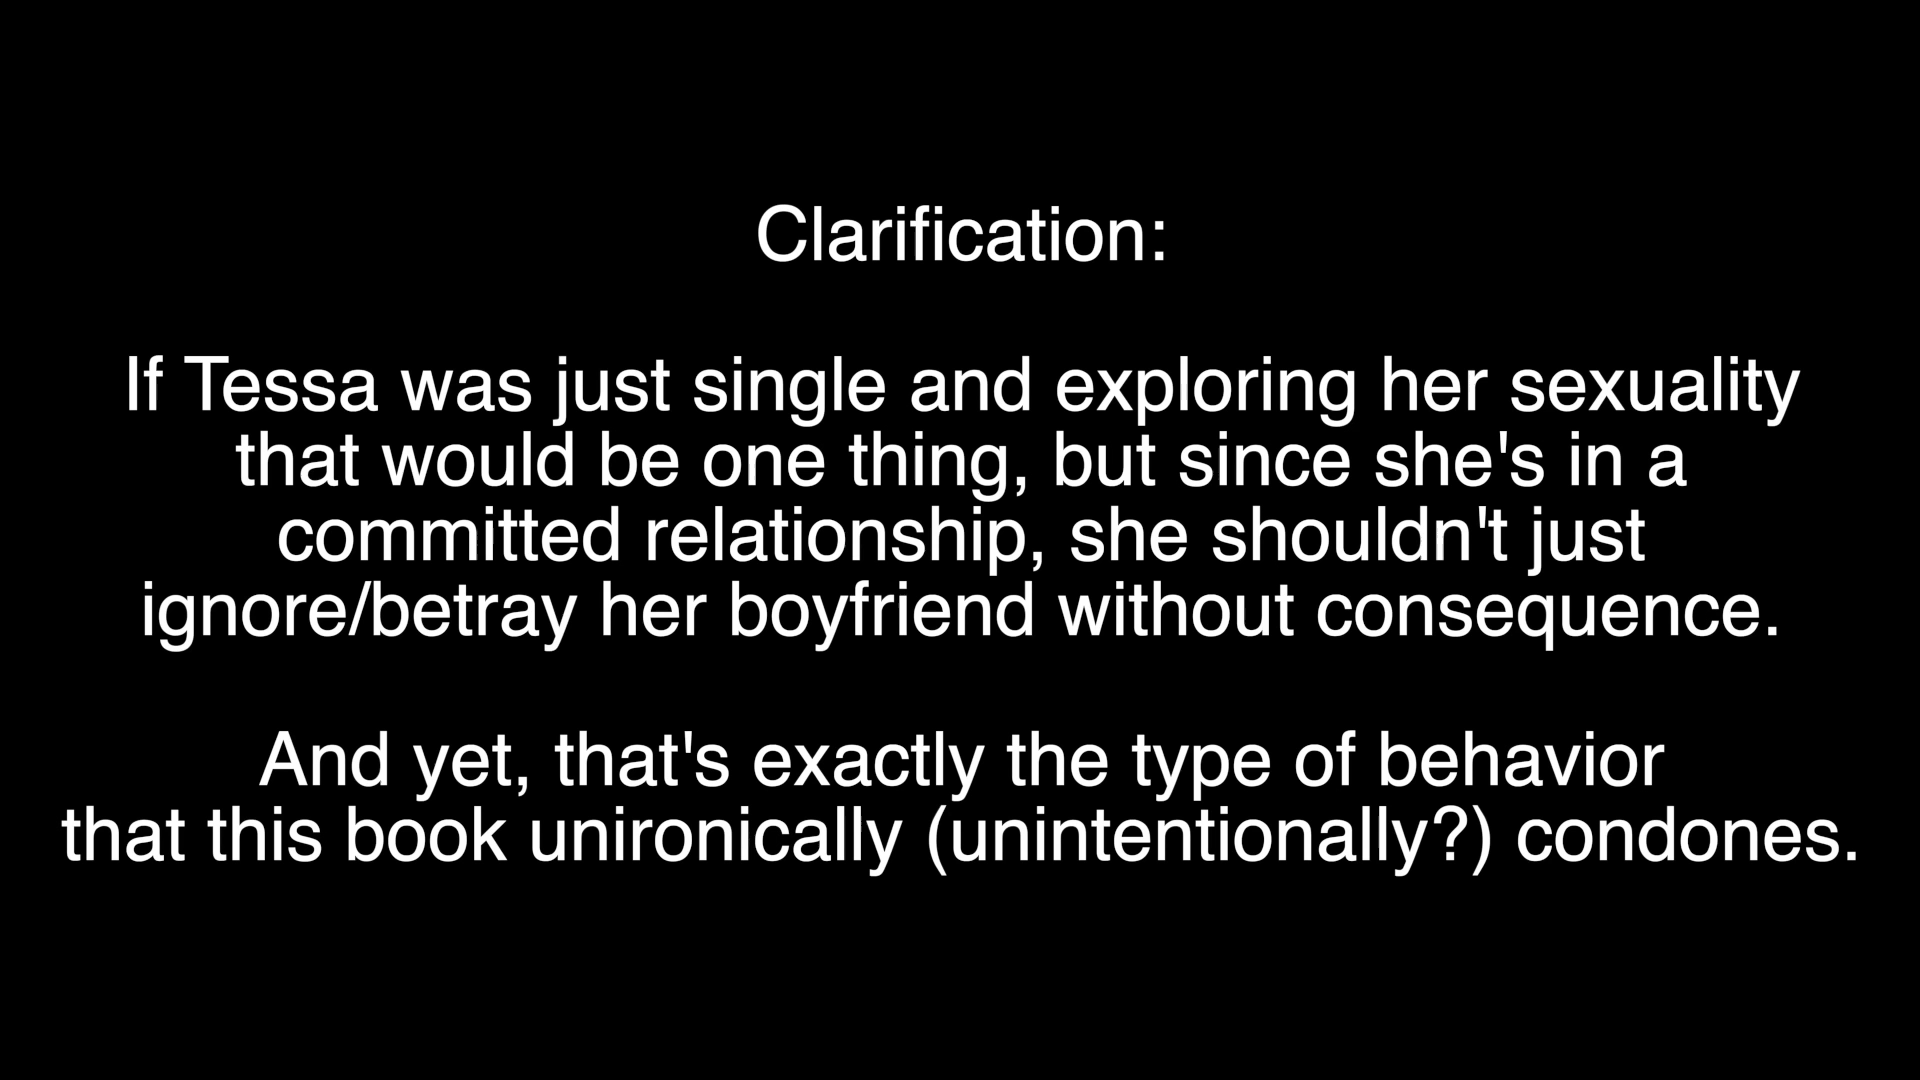 Clarification:
If Tessa was just single and exploring her sexuality
that would be one thing, but since she's in a
committed relationship, she shouldn't just
ignore/betray her boyfriend without consequence.
And yet, that's exactly the type of behavior
that this book unironically (unintentionally?) condones.